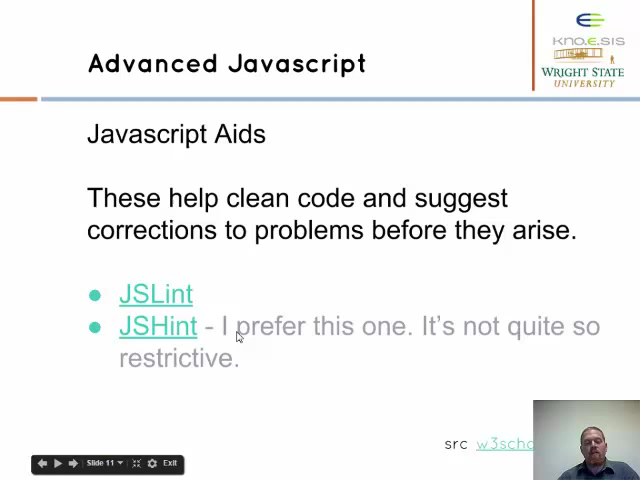 kno.e.sis
WRIGHT STATE
UNIVERSITY
Advanced Javascript
Javascript Aids
These help clean code and suggest
corrections to problems before they arise.
● JSLint
● JSHint - I prefer this one. It's not quite so
restrictive.
src w3scho
Slide 11
Exit